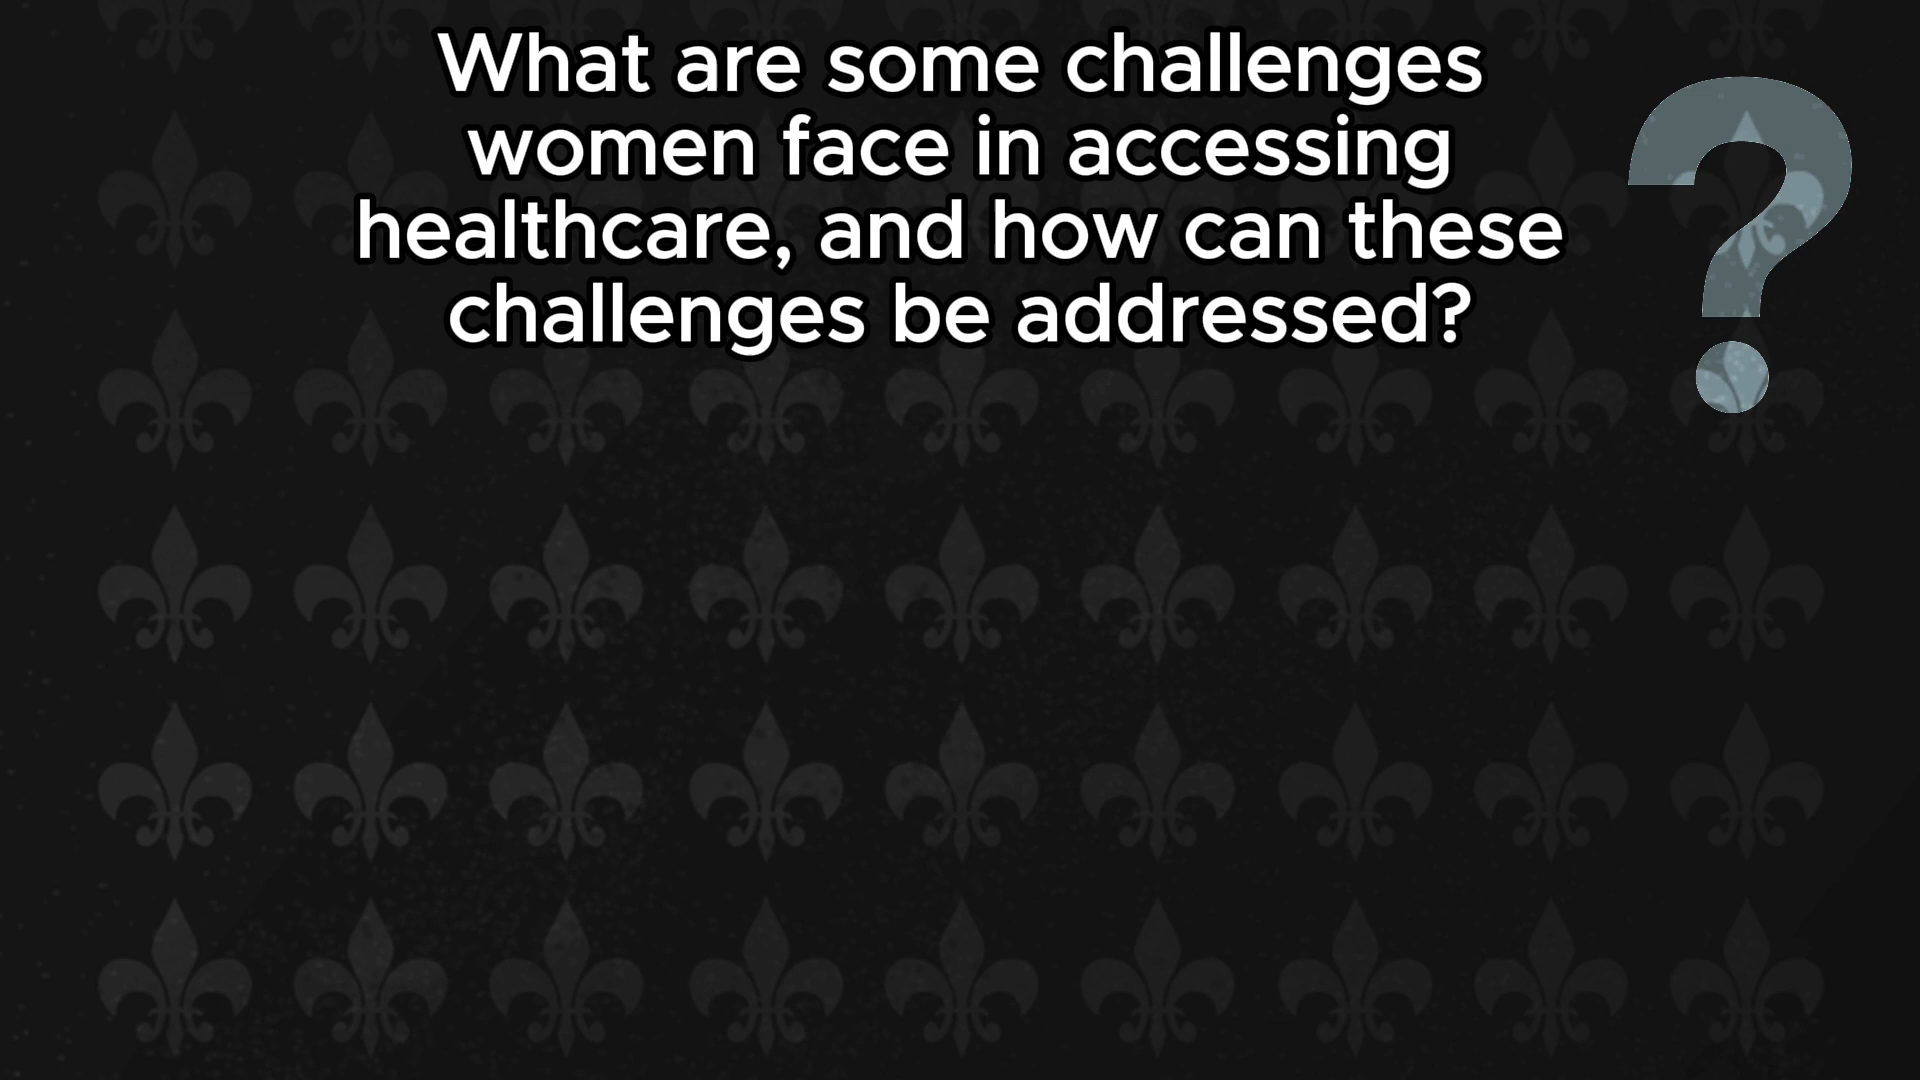 What are some challenges
women face in accessing
healthcare, and how can these
challenges be addressed?
?